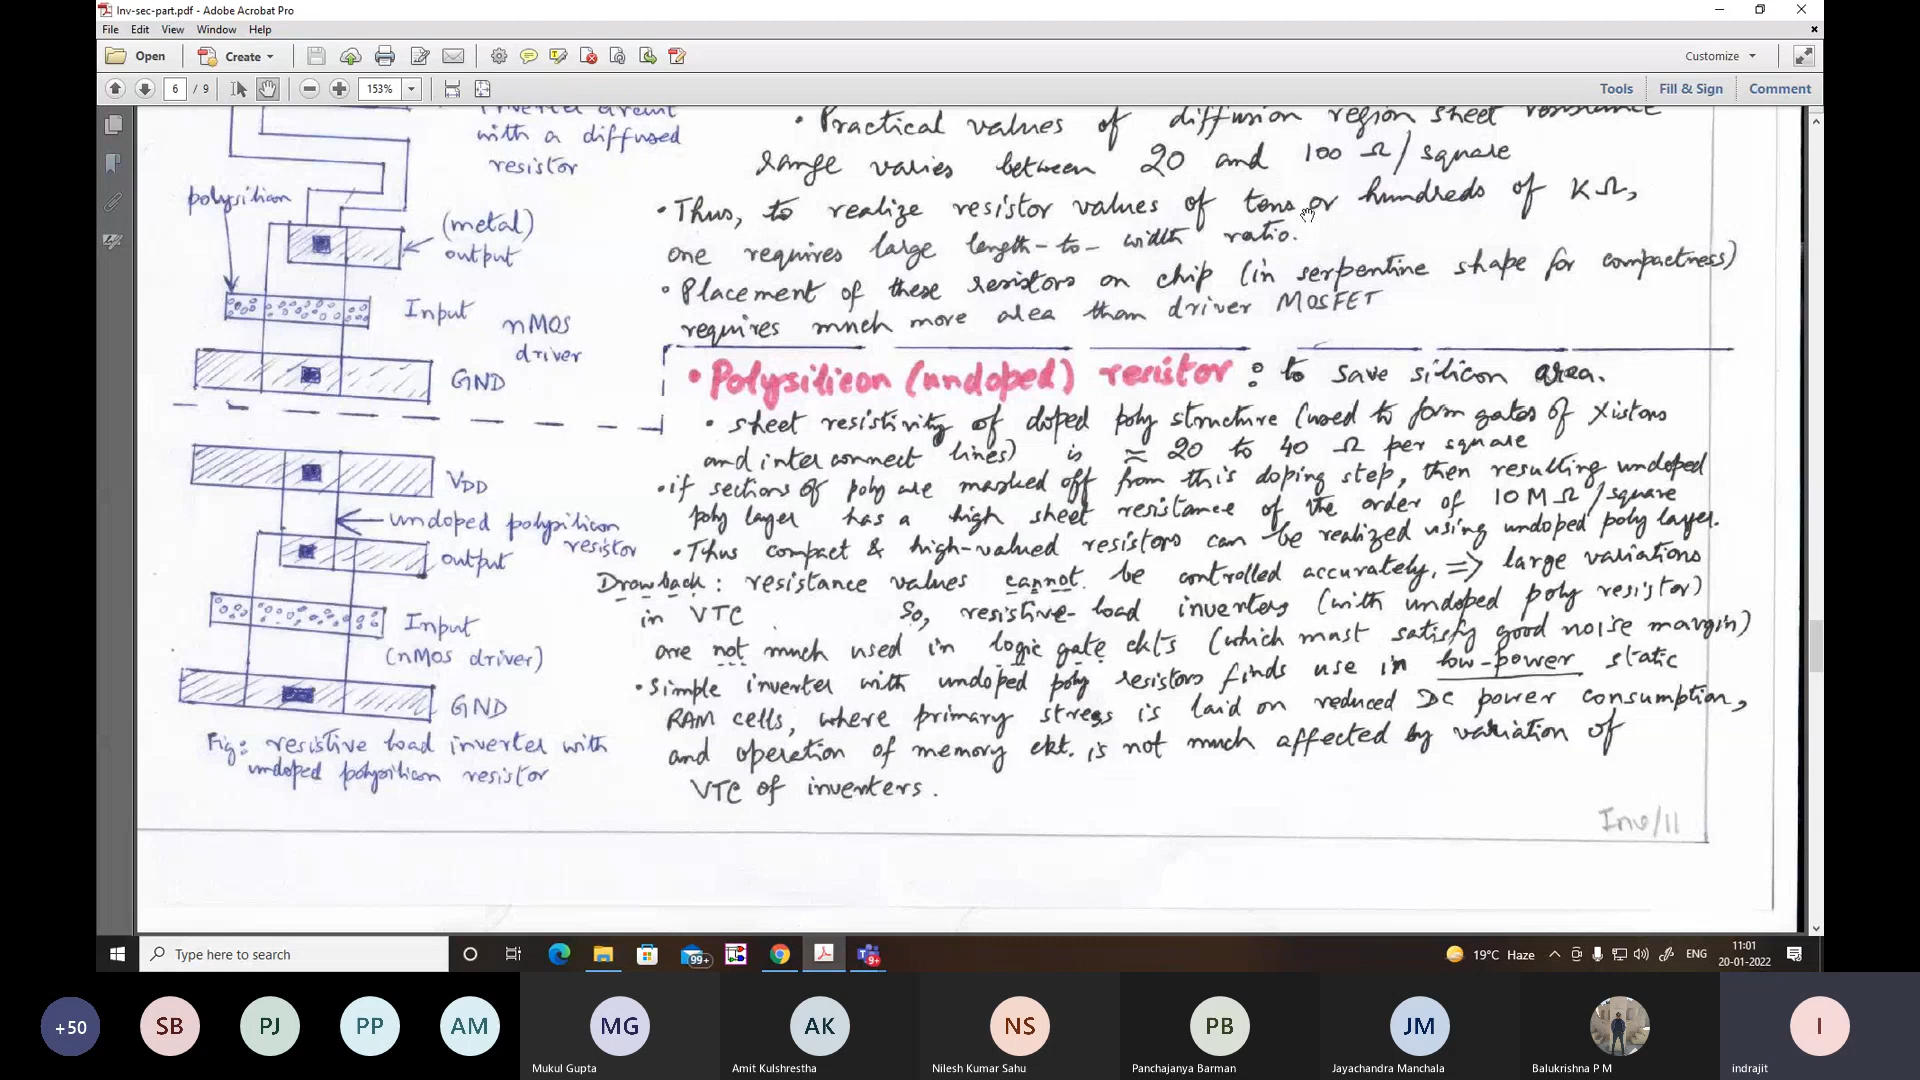 Inv-sec-part.pdf - Adobe Acrobat Pro
File Edit View Window Help
Open Create Customize
6 / 9 153% Tools Fill & Sign Comment
Inverter circuit
with a diffused
resistor
polysilicon
(metal)
output
Input
nMOS
driver
GND
• Practical values of diffusion region sheet resistance
range varies between 20 and 100 Ω/square
• Thus, to realize resistor values of tens or hundreds of KΩ,
one requires large length-to-width ratio.
• Placement of these resistors on chip (in serpentine shape for compactness)
requires much more area than driver MOSFET
• Polysilicon (undoped) resistor : to save silicon area.
• sheet resistivity of doped poly structure (used to form gates of Xistors
and interconnect lines) is ≈ 20 to 40 Ω per square
• if sections of poly are masked off from this doping step, then resulting undoped
poly layer has a high sheet resistance of the order of 10 MΩ/square
• Thus compact & high-valued resistors can be realized using undoped poly layer.
Drawback : resistance values cannot be controlled accurately, => large variations
in VTC So, resistive-load inverters (with undoped poly resistor)
are not much used in logic gate ckts (which must satisfy good noise margin)
• Simple inverter with undoped poly resistors finds use in low-power static
RAM cells, where primary stress is laid on reduced DC power consumption,
and operation of memory ckt. is not much affected by variation of
VTC of inverters.
VDD
undoped polysilicon
resistor
output
Input
(nMOS driver)
GND
Fig: resistive load inverter with
undoped polysilicon resistor
Inv/11
Type here to search
99+
9+
19°C Haze
ENG
11:01
20-01-2022
+50 SB PJ PP AM MG AK NS PB JM I
Mukul Gupta Amit Kulshrestha Nilesh Kumar Sahu Panchajanya Barman Jayachandra Manchala Balukrishna P M indrajit